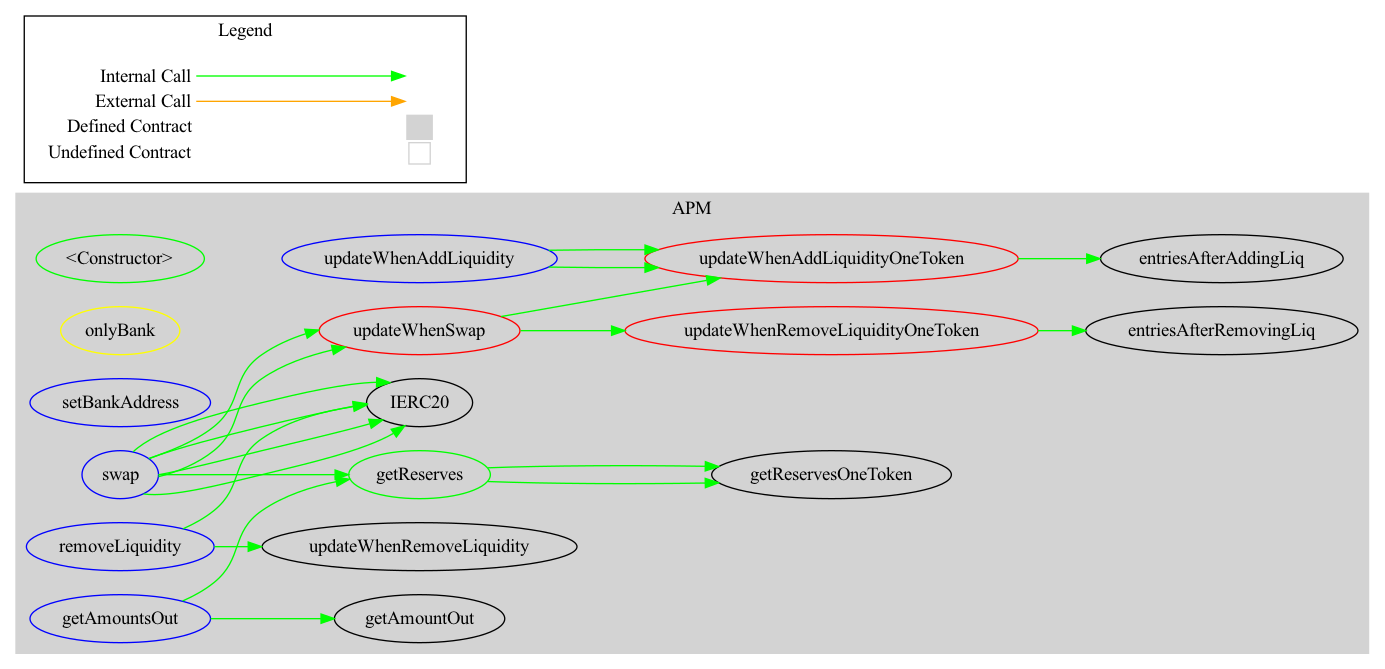 Legend
Internal Call
External Call
Defined Contract
Undefined Contract
APM
<Constructor>
updateWhenAddLiquidity
updateWhenAddLiquidityOneToken
entriesAfterAddingLiq
onlyBank
updateWhenSwap
updateWhenRemoveLiquidityOneToken
entriesAfterRemovingLiq
setBankAddress
IERC20
swap
getReserves
getReservesOneToken
removeLiquidity
updateWhenRemoveLiquidity
getAmountsOut
getAmountOut